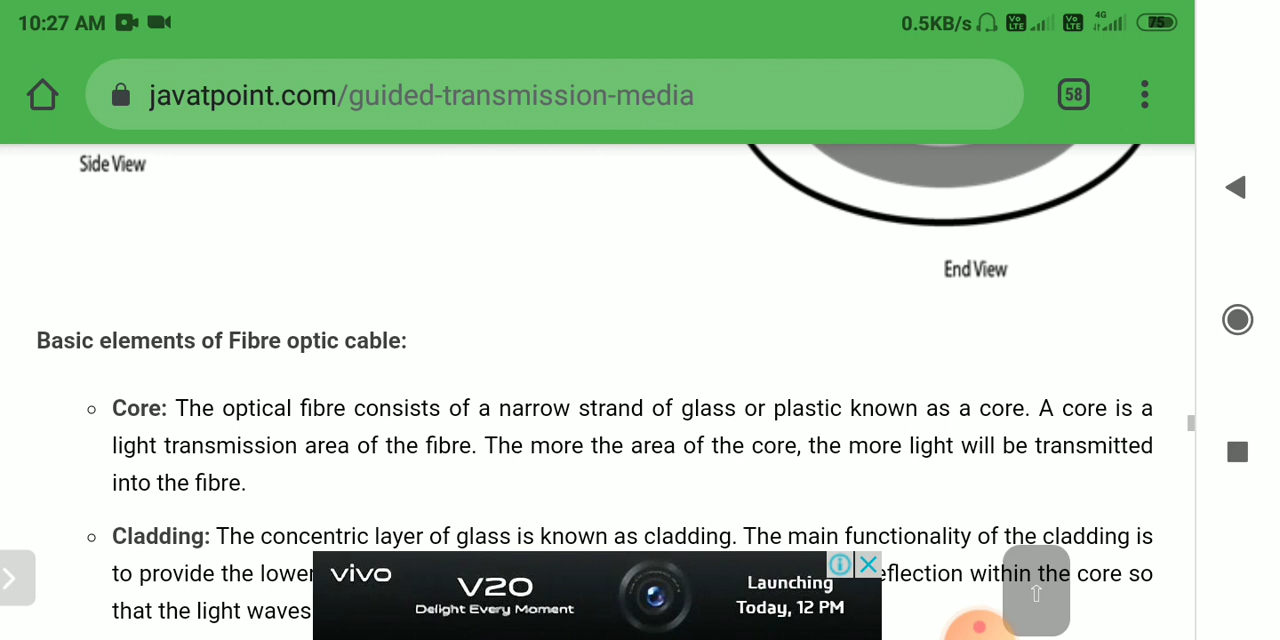 10:27 AM 0.5KB/s Vo LTE Vo LTE 4G 75
javatpoint.com/guided-transmission-media 58
Side View
End View
Basic elements of Fibre optic cable:
Core: The optical fibre consists of a narrow strand of glass or plastic known as a core. A core is a
light transmission area of the fibre. The more the area of the core, the more light will be transmitted
into the fibre.
Cladding: The concentric layer of glass is known as cladding. The main functionality of the cladding is
to provide the lower eflection within the core so
that the light waves
vivo V20 Delight Every Moment
Launching
Today, 12 PM